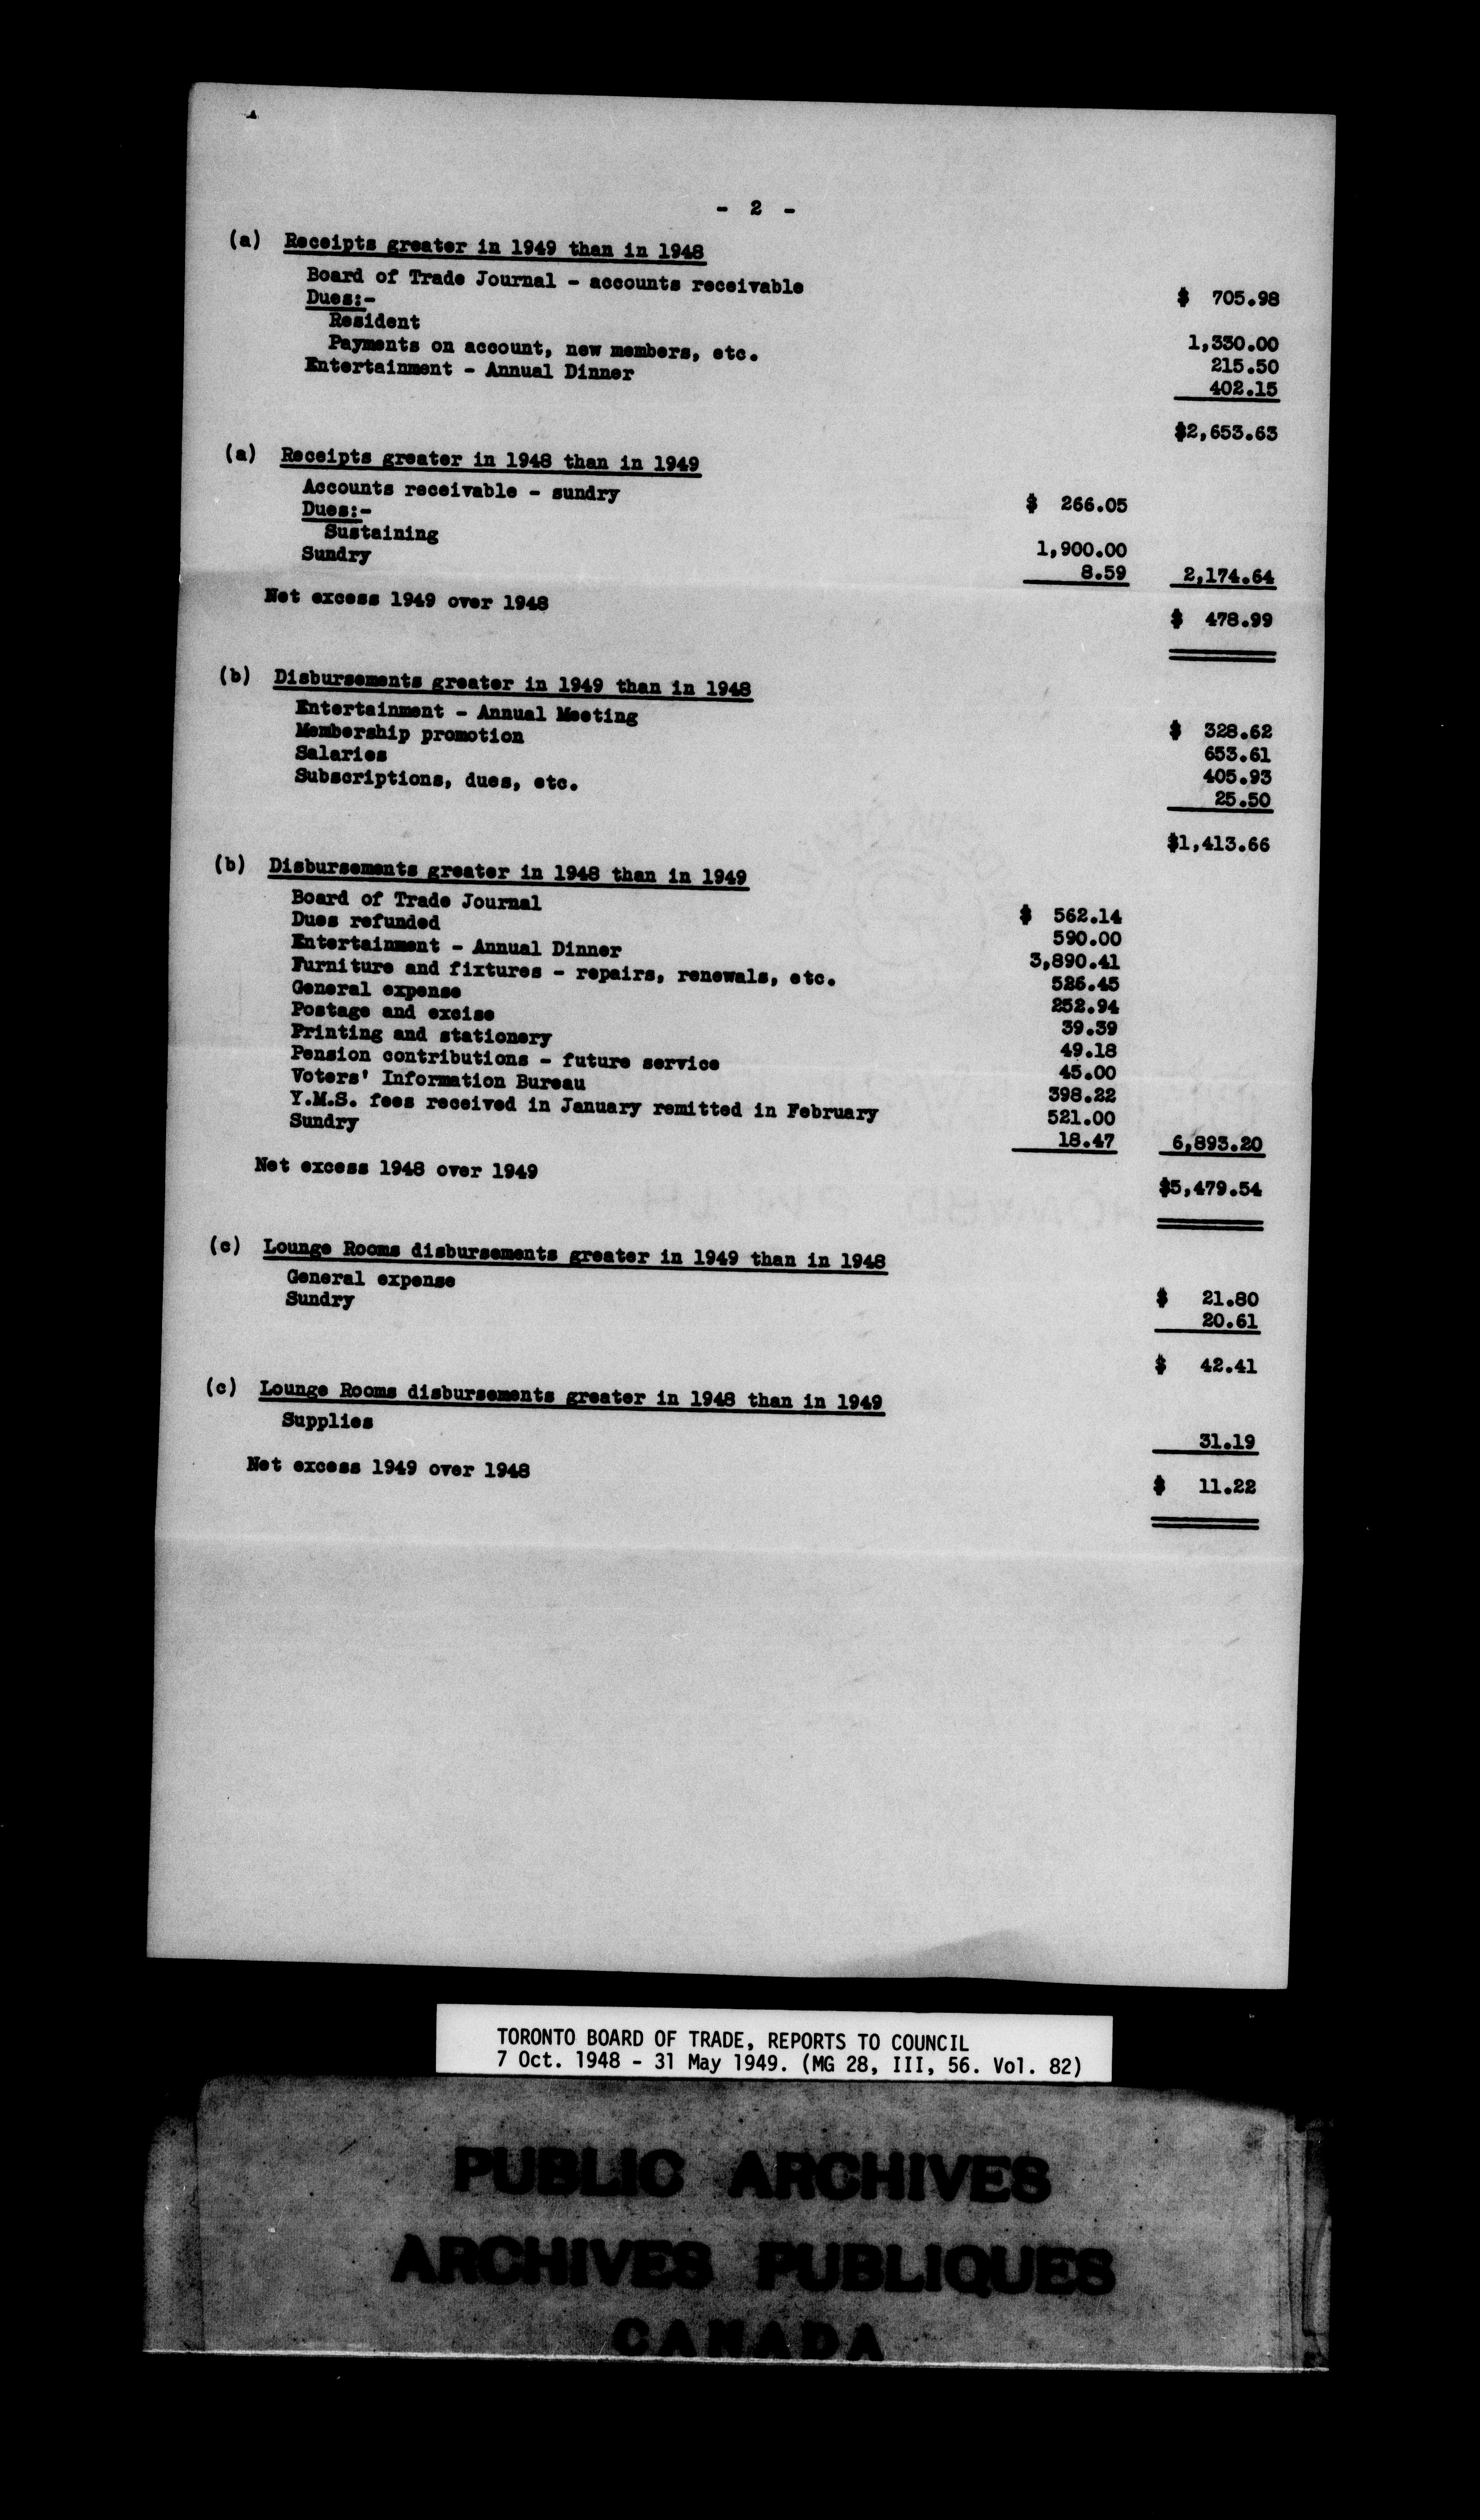 - 2 -
(a) Receipts greater in 1949 than in 1948
Board of Trade Journal - accounts receivable $ 705.98
Dues:-
Resident 1,330.00
Payments on account, new members, etc. 215.50
Entertainment - Annual Dinner 402.15
$2,653.63
(a) Receipts greater in 1948 than in 1949
Accounts receivable - sundry $ 266.05
Dues:-
Sustaining 1,900.00
Sundry 8.59 2,174.64
Net excess 1949 over 1948 $ 478.99
(b) Disbursements greater in 1949 than in 1948
Entertainment - Annual Meeting $ 328.62
Membership promotion 653.61
Salaries 405.93
Subscriptions, dues, etc. 25.50
$1,413.66
(b) Disbursements greater in 1948 than in 1949
Board of Trade Journal $ 562.14
Dues refunded 590.00
Entertainment - Annual Dinner 3,890.41
Furniture and fixtures - repairs, renewals, etc. 526.45
General expense 252.94
Postage and excise 39.39
Printing and stationery 49.18
Pension contributions - future service 45.00
Voters' Information Bureau 398.22
Y.M.S. fees received in January remitted in February 521.00
Sundry 18.47 6,893.20
Net excess 1948 over 1949 $5,479.54
(c) Lounge Rooms disbursements greater in 1949 than in 1948
General expense $ 21.80
Sundry 20.61
$ 42.41
(c) Lounge Rooms disbursements greater in 1948 than in 1949
Supplies 31.19
Net excess 1949 over 1948 $ 11.22
TORONTO BOARD OF TRADE, REPORTS TO COUNCIL
7 Oct. 1948 - 31 May 1949. (MG 28, III, 56. Vol. 82)
PUBLIC ARCHIVES
ARCHIVES PUBLIQUES
CANADA